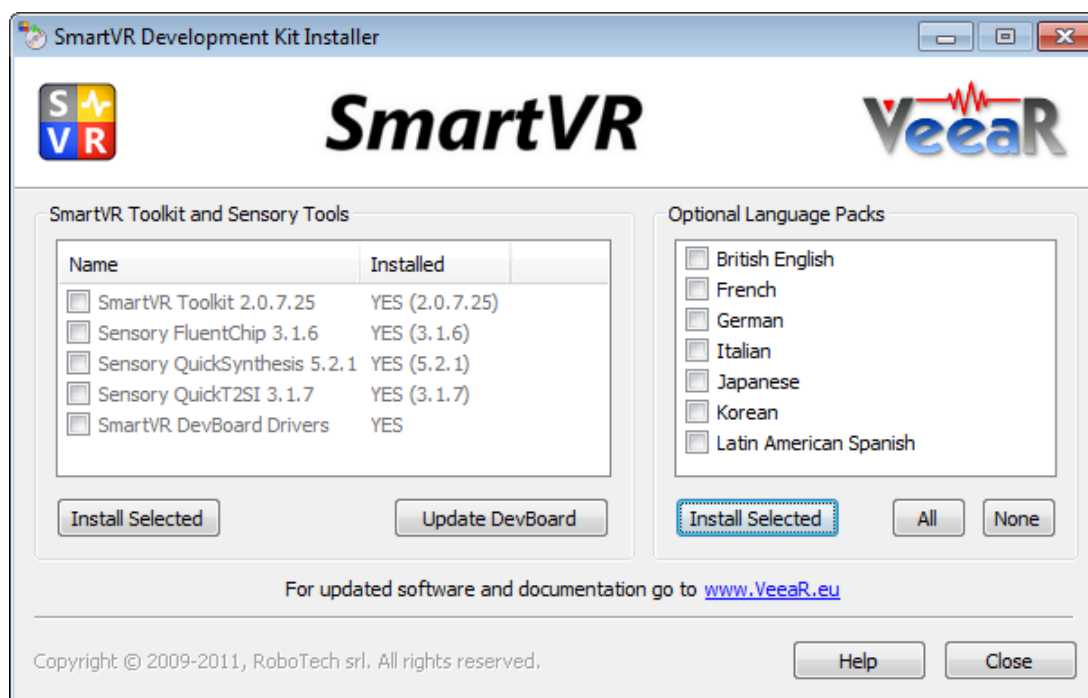 SmartVR Development Kit Installer
S
V R
SmartVR
VeeaR
SmartVR Toolkit and Sensory Tools
Name Installed
SmartVR Toolkit 2.0.7.25 YES (2.0.7.25)
Sensory FluentChip 3.1.6 YES (3.1.6)
Sensory QuickSynthesis 5.2.1 YES (5.2.1)
Sensory QuickT2SI 3.1.7 YES (3.1.7)
SmartVR DevBoard Drivers YES
Install Selected Update DevBoard
Optional Language Packs
British English
French
German
Italian
Japanese
Korean
Latin American Spanish
Install Selected All None
For updated software and documentation go to www.VeeaR.eu
Copyright © 2009-2011, RoboTech srl. All rights reserved.
Help Close